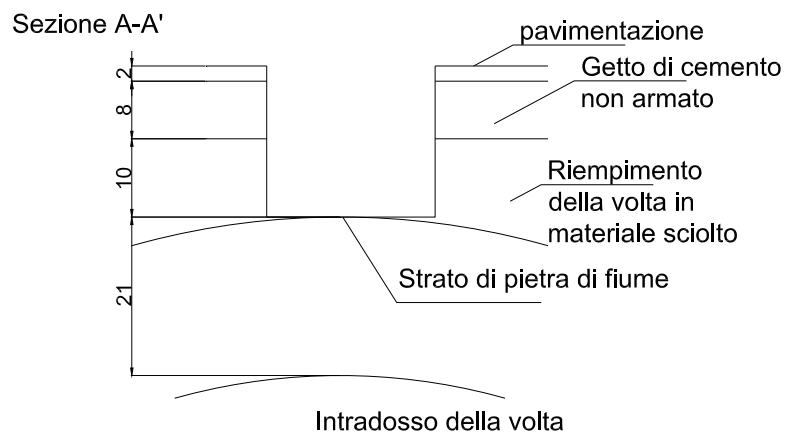 Sezione A-A'
pavimentazione
2
Getto di cemento
non armato
8
10
Riempimento
della volta in
materiale sciolto
Strato di pietra di fiume
21
Intradosso della volta